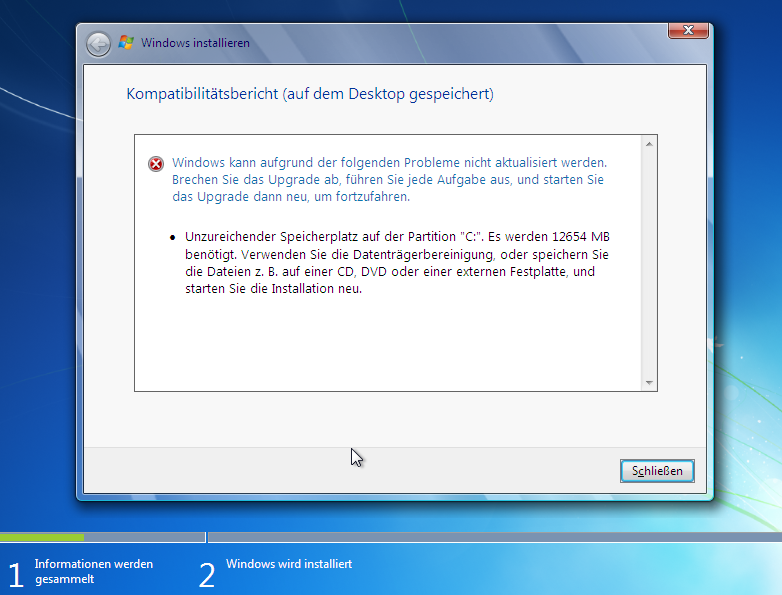 Windows installieren
Kompatibilitätsbericht (auf dem Desktop gespeichert)
Windows kann aufgrund der folgenden Probleme nicht aktualisiert werden.
Brechen Sie das Upgrade ab, führen Sie jede Aufgabe aus, und starten Sie
das Upgrade dann neu, um fortzufahren.
• Unzureichender Speicherplatz auf der Partition "C:". Es werden 12654 MB
benötigt. Verwenden Sie die Datenträgerbereinigung, oder speichern Sie
die Dateien z. B. auf einer CD, DVD oder einer externen Festplatte, und
starten Sie die Installation neu.
Schließen
1 Informationen werden
gesammelt
2 Windows wird installiert